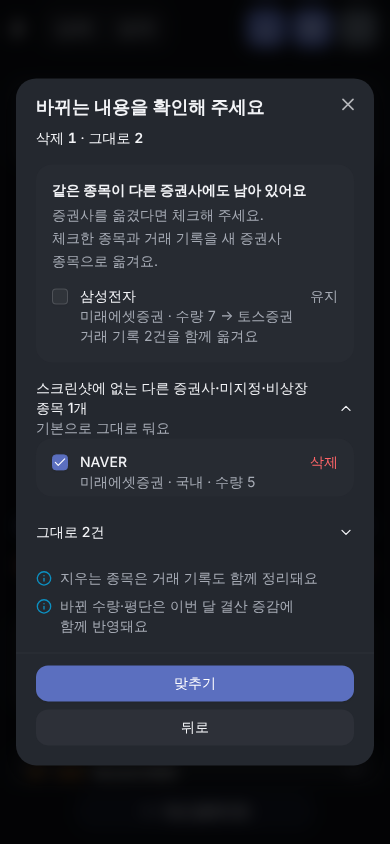 바뀌는 내용을 확인해 주세요
삭제 1 · 그대로 2
같은 종목이 다른 증권사에도 남아 있어요
증권사를 옮겼다면 체크해 주세요.
체크한 종목과 거래 기록을 새 증권사
종목으로 옮겨요.
삼성전자
유지
미래에셋증권 · 수량 7 → 토스증권
거래 기록 2건을 함께 옮겨요
스크린샷에 없는 다른 증권사·미지정·비상장
종목 1개
기본으로 그대로 둬요
NAVER
삭제
미래에셋증권 · 국내 · 수량 5
그대로 2건
지우는 종목은 거래 기록도 함께 정리돼요
바뀐 수량·평단은 이번 달 결산 증감에
함께 반영돼요
맞추기
뒤로